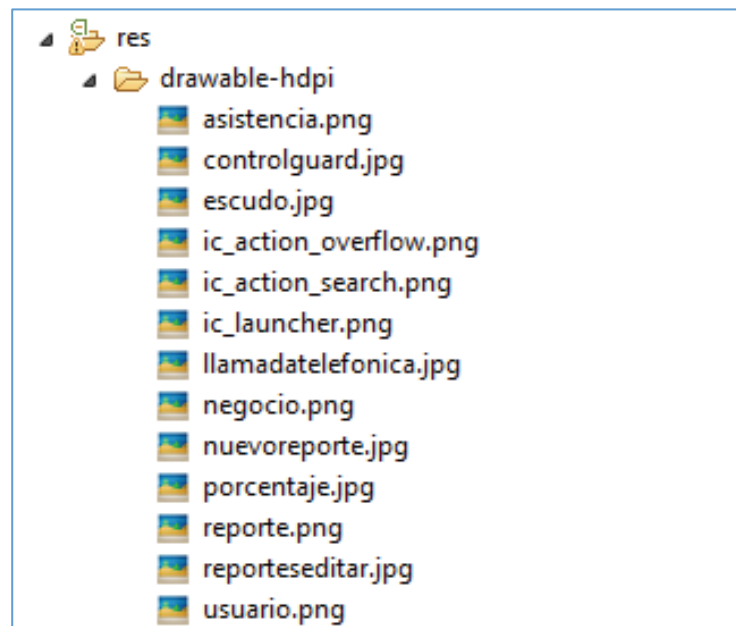 res
drawable-hdpi
asistencia.png
controlguard.jpg
escudo.jpg
ic_action_overflow.png
ic_action_search.png
ic_launcher.png
llamadatelefonica.jpg
negocio.png
nuevoreporte.jpg
porcentaje.jpg
reporte.png
reporteseditar.jpg
usuario.png